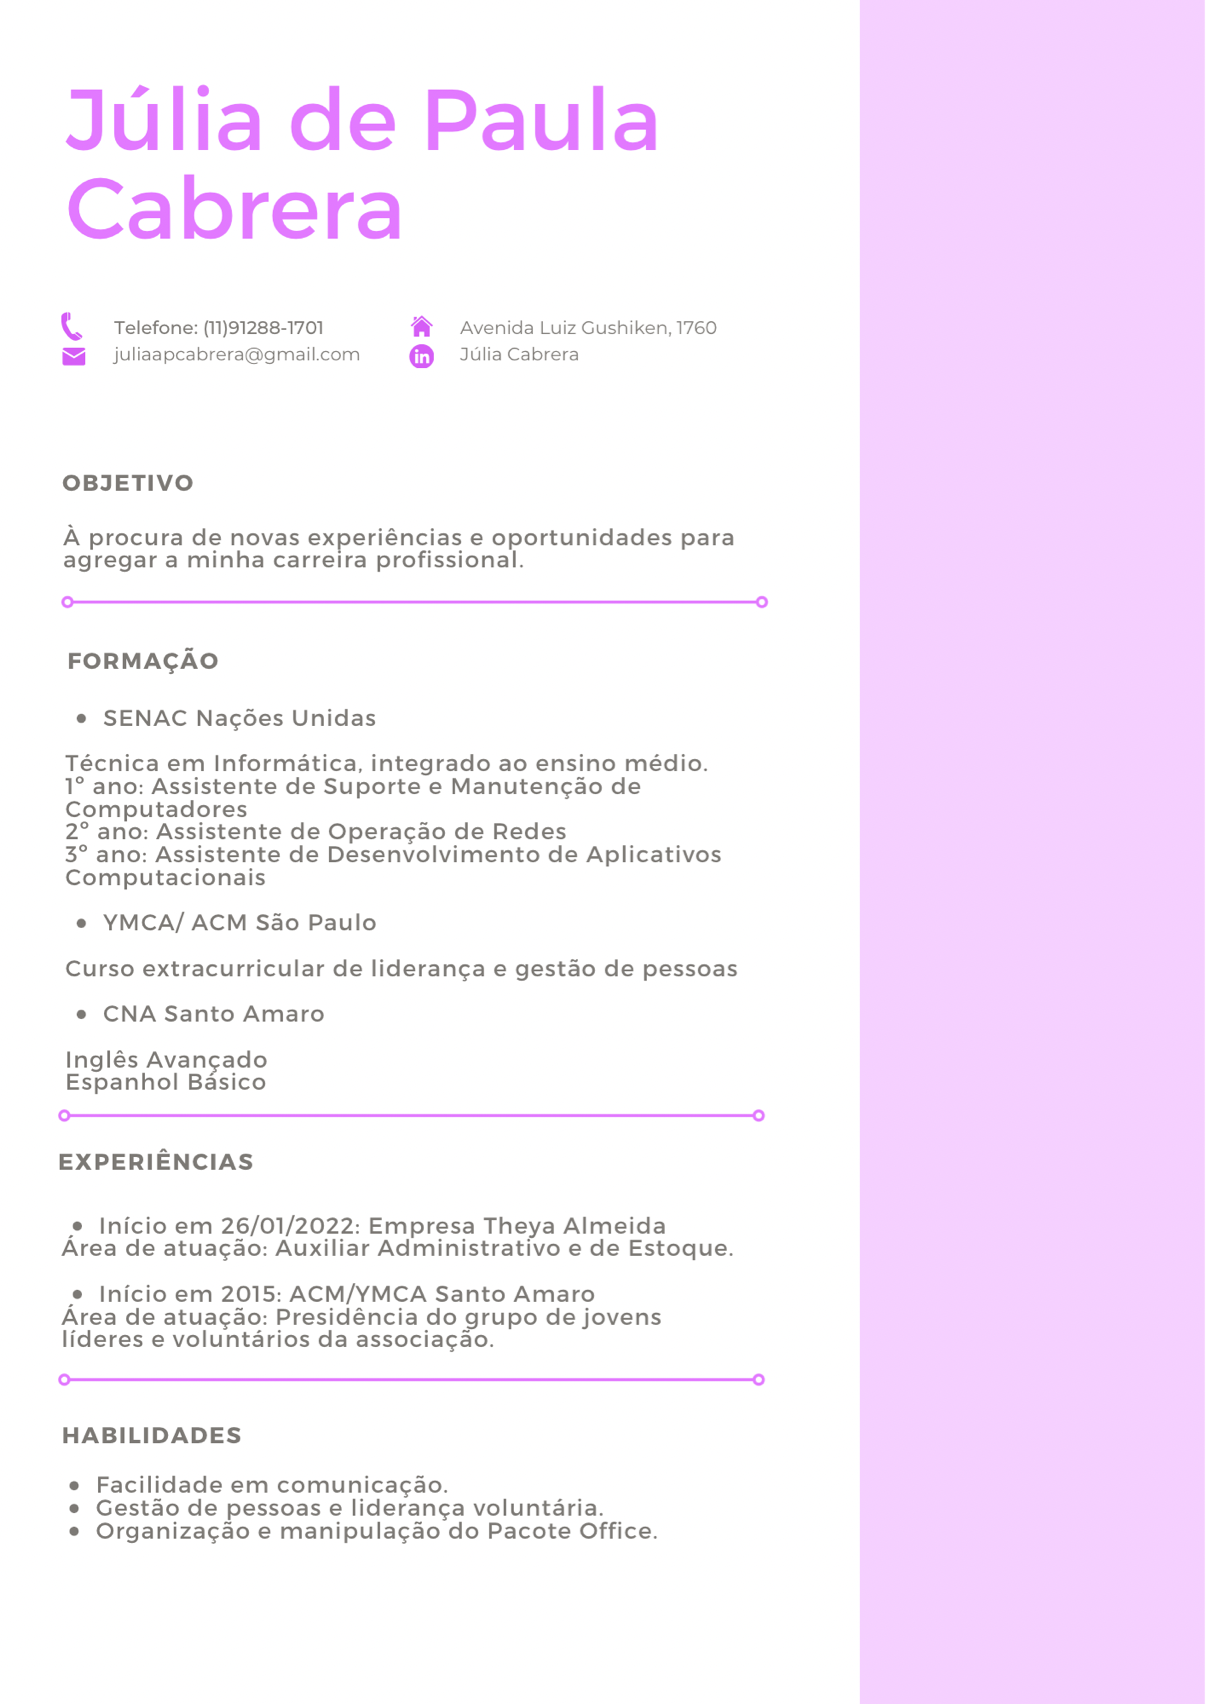 Júlia de Paula
Cabrera
Telefone: (11)91288-1701
juliaapcabrera@gmail.com
Avenida Luiz Gushiken, 1760
Júlia Cabrera
OBJETIVO
À procura de novas experiências e oportunidades para
agregar a minha carreira profissional.
FORMAÇÃO
• SENAC Nações Unidas
Técnica em Informática, integrado ao ensino médio.
1º ano: Assistente de Suporte e Manutenção de
Computadores
2º ano: Assistente de Operação de Redes
3º ano: Assistente de Desenvolvimento de Aplicativos
Computacionais
• YMCA/ ACM São Paulo
Curso extracurricular de liderança e gestão de pessoas
• CNA Santo Amaro
Inglês Avançado
Espanhol Básico
EXPERIÊNCIAS
• Início em 26/01/2022: Empresa Theya Almeida
Área de atuação: Auxiliar Administrativo e de Estoque.
• Início em 2015: ACM/YMCA Santo Amaro
Área de atuação: Presidência do grupo de jovens
líderes e voluntários da associação.
HABILIDADES
• Facilidade em comunicação.
• Gestão de pessoas e liderança voluntária.
• Organização e manipulação do Pacote Office.